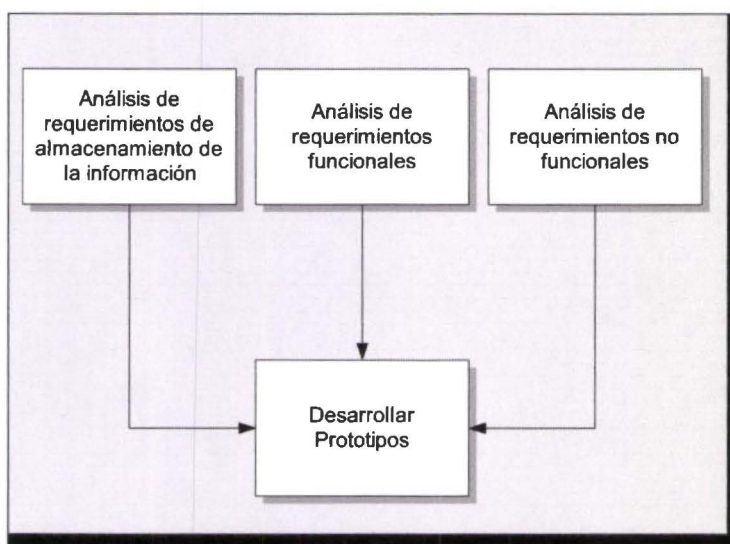 Análisis de
requerimientos de
almacenamiento de
la información
Análisis de
requerimientos
funcionales
Análisis de
requerimientos no
funcionales
Desarrollar
Prototipos